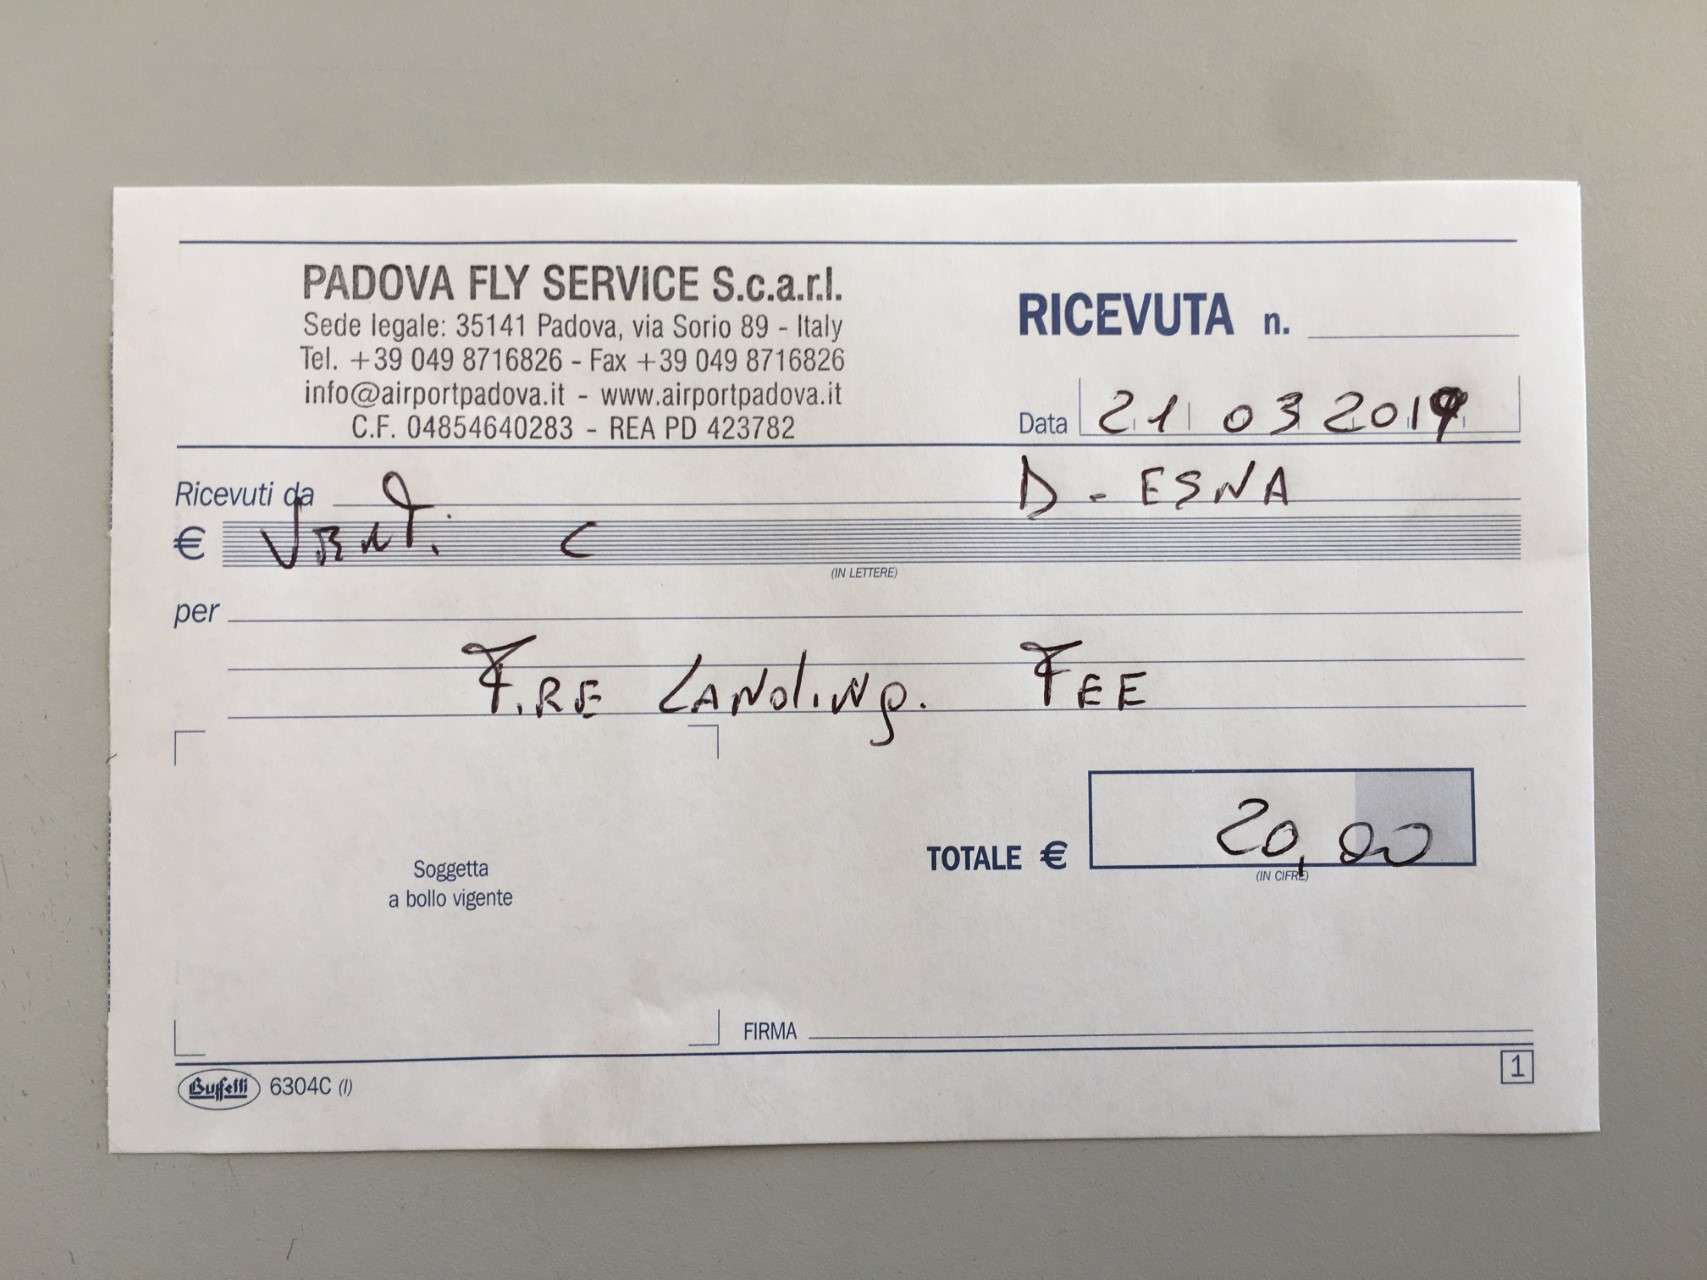 PADOVA FLY SERVICE S.c.a.r.l.
Sede legale: 35141 Padova, via Sorio 89 - Italy
Tel. +39 049 8716826 - Fax +39 049 8716826
info@airportpadova.it - www.airportpadova.it
C.F. 04854640283 - REA PD 423782
RICEVUTA n.
Data 21 03 2019
Ricevuti da D-ESNA
€ Venti
(IN LETTERE)
per
FIRE LANDING. FEE
TOTALE € 20,00
(IN CIFRE)
Soggetta
a bollo vigente
FIRMA
Buffetti 6304C (I)
1